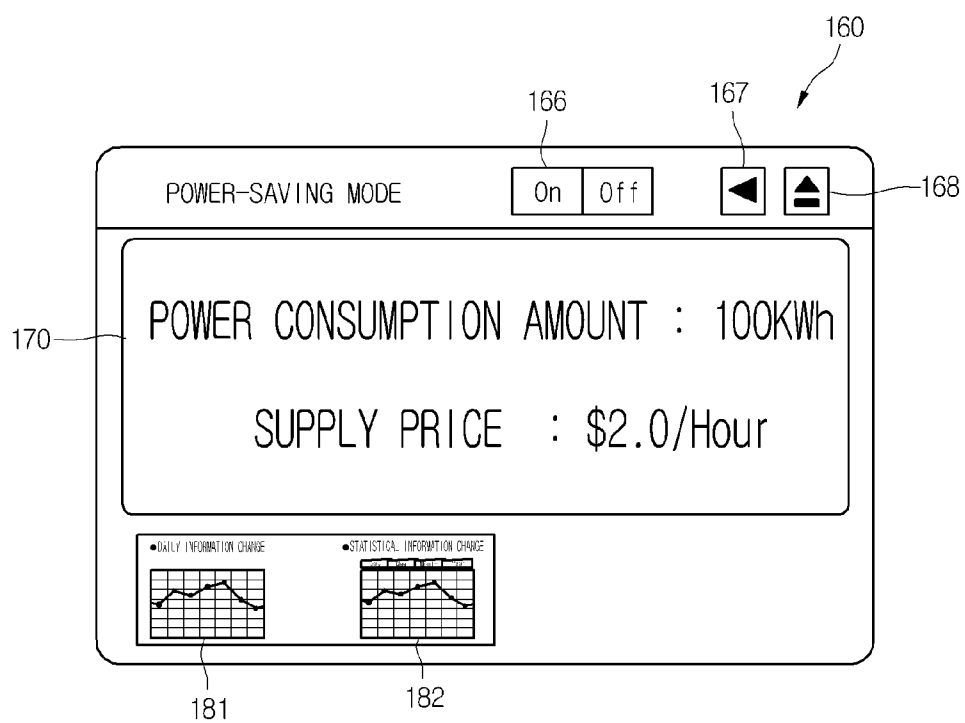 160
166
167
POWER-SAVING MODE On Off
168
170
POWER CONSUMPTION AMOUNT : 100KWh
SUPPLY PRICE : $2.0/Hour
●DAILY INFORMATION CHANGE ●STATISTICAL INFORMATION CHANGE
181
182